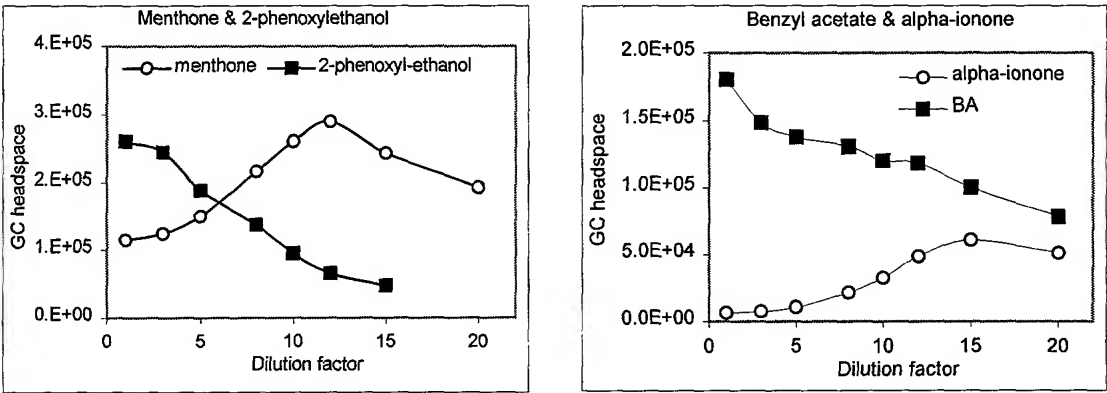 Menthone & 2-phenoxylethanol
4.E+05
menthone
2-phenoxyl-ethanol
3.E+05
2.E+05
1.E+05
0.E+00
GC headspace
0 5 10 15 20
Dilution factor
Benzyl acetate & alpha-ionone
2.0E+05
alpha-ionone
BA
1.5E+05
1.0E+05
5.0E+04
0.0E+00
GC headspace
0 5 10 15 20
Dilution factor